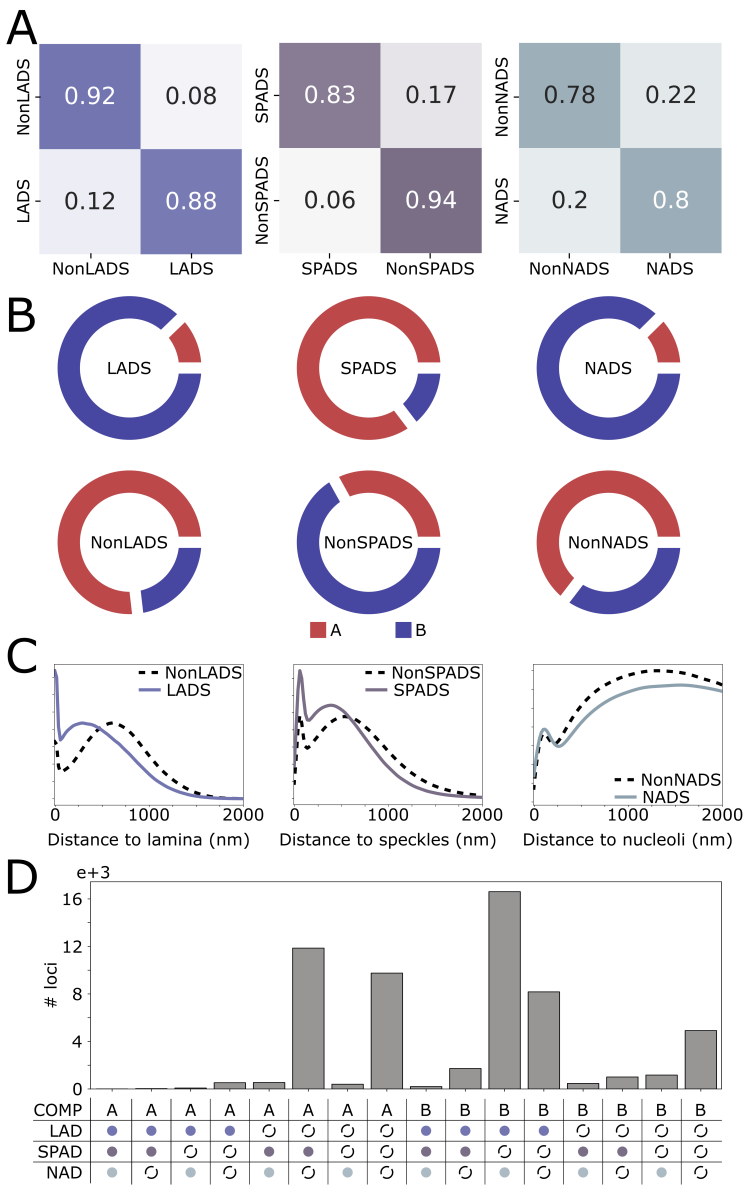 A
NonLADS
0.92
0.08
LADS
0.12
0.88
NonLADS
LADS
SPADS
0.83
0.17
NonSPADS
0.06
0.94
SPADS
NonSPADS
NonNADS
0.78
0.22
NADS
0.2
0.8
NonNADS
NADS
B
LADS
SPADS
NADS
NonLADS
NonSPADS
NonNADS
A
B
C
NonLADS
LADS
0
1000
2000
Distance to lamina (nm)
NonSPADS
SPADS
0
1000
2000
Distance to speckles (nm)
NonNADS
NADS
0
1000
2000
Distance to nucleoli (nm)
D
e+3
16
12
8
4
0
# loci
COMP A A A A A A A A B B B B B B B B
LAD
SPAD
NAD